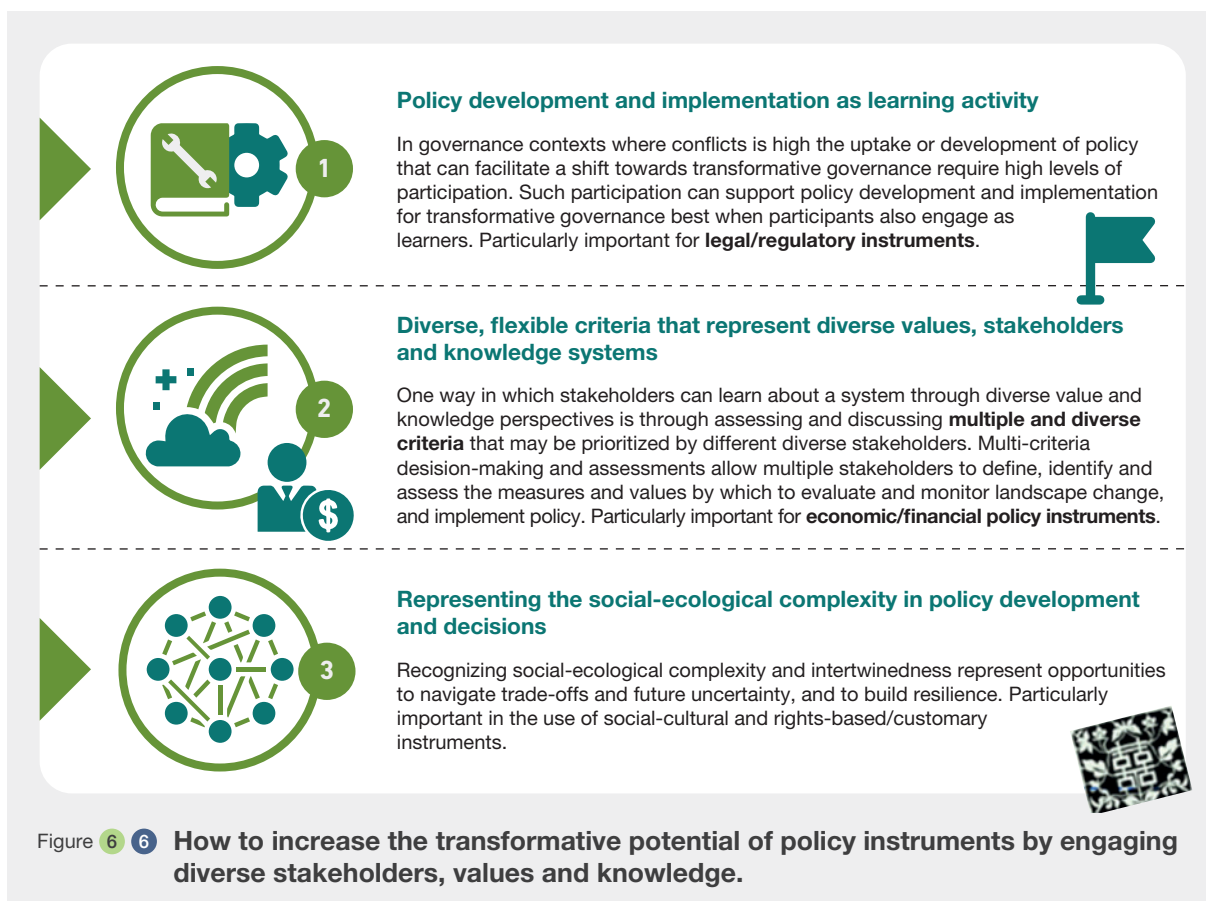 1
Policy development and implementation as learning activity
In governance contexts where conflicts is high the uptake or development of policy
that can facilitate a shift towards transformative governance require high levels of
participation. Such participation can support policy development and implementation
for transformative governance best when participants also engage as
learners. Particularly important for legal/regulatory instruments.
2
$
Diverse, flexible criteria that represent diverse values, stakeholders
and knowledge systems
One way in which stakeholders can learn about a system through diverse value and
knowledge perspectives is through assessing and discussing multiple and diverse
criteria that may be prioritized by different diverse stakeholders. Multi-criteria
desision-making and assessments allow multiple stakeholders to define, identify and
assess the measures and values by which to evaluate and monitor landscape change,
and implement policy. Particularly important for economic/financial policy instruments.
3
Representing the social-ecological complexity in policy development
and decisions
Recognizing social-ecological complexity and intertwinedness represent opportunities
to navigate trade-offs and future uncertainty, and to build resilience. Particularly
important in the use of social-cultural and rights-based/customary
instruments.
囍
Figure 6 6 How to increase the transformative potential of policy instruments by engaging
diverse stakeholders, values and knowledge.